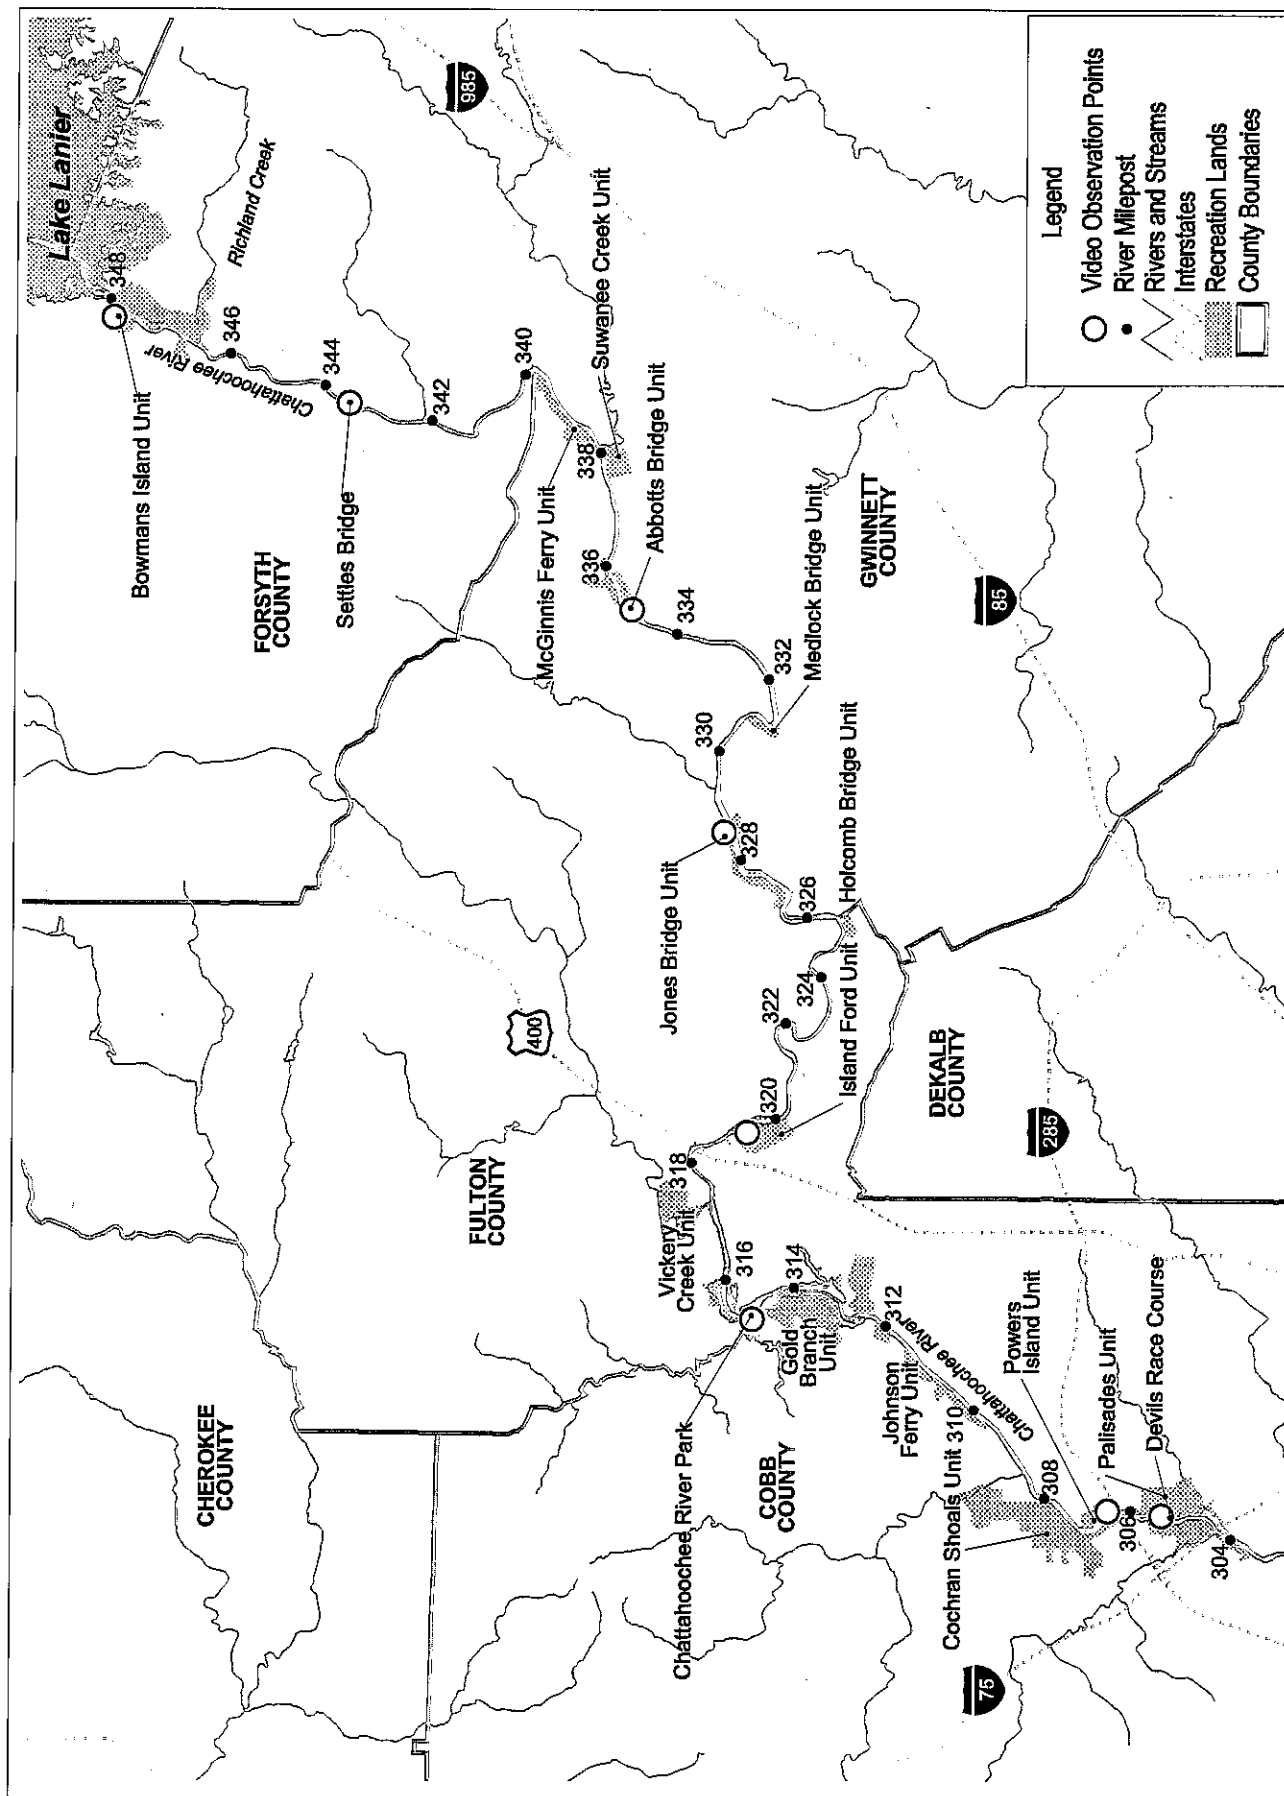 Lake Lanier
348
Richland Creek
985
Bowmans Island Unit
Chattahoochee River
346
344
Settles Bridge
342
340
FORSYTH
COUNTY
McGinnis Ferry Unit
338
Suwanee Creek Unit
336
Abbotts Bridge Unit
334
332
Medlock Bridge Unit
330
GWINNETT
COUNTY
85
Jones Bridge Unit
328
326
Holcomb Bridge Unit
324
322
Island Ford Unit
320
400
318
FULTON
COUNTY
DEKALB
COUNTY
285
Vickery
Creek Unit
316
314
Gold
Branch
Unit
312
Chattahoochee River
Johnson
Ferry Unit
310
Powers
Island Unit
Palisades Unit
Devils Race Course
308
306
304
Cochran Shoals Unit
Chattahoochee River Park
COBB
COUNTY
CHEROKEE
COUNTY
75
Legend
Video Observation Points
River Milepost
Rivers and Streams
Interstates
Recreation Lands
County Boundaries